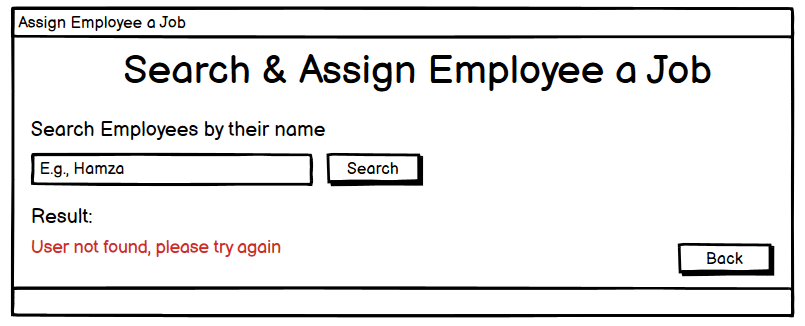 Assign Employee a Job
Search & Assign Employee a Job
Search Employees by their name
E.g., Hamza
Search
Result:
User not found, please try again
Back